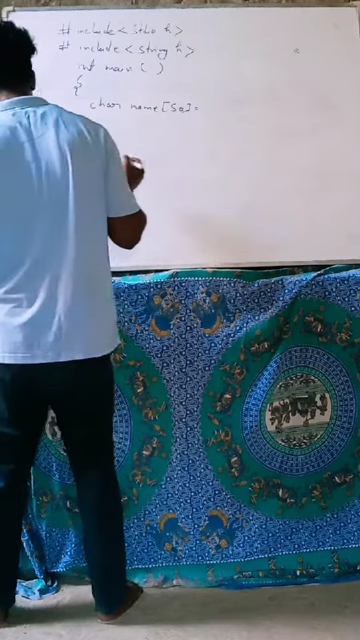 # include < stdio h >
# include < string h >
int main ( )
{
char name [50] =